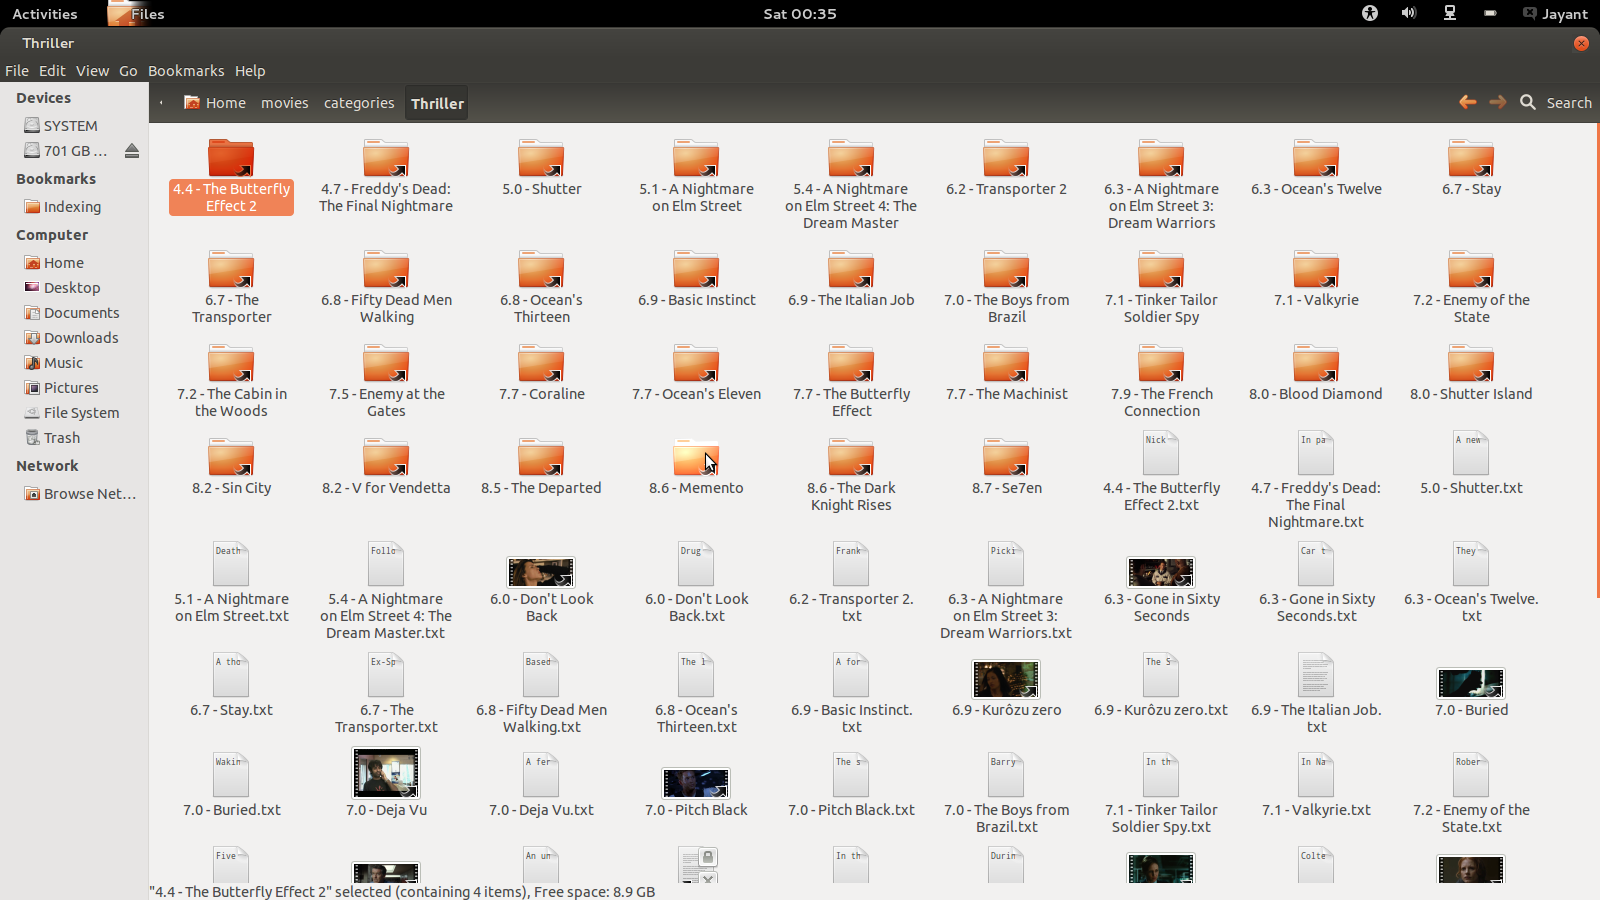 Activities Files Sat 00:35 Jayant
Thriller
File Edit View Go Bookmarks Help
Devices
SYSTEM
701 GB ...
Bookmarks
Indexing
Computer
Home
Desktop
Documents
Downloads
Music
Pictures
File System
Trash
Network
Browse Net...
Home movies categories Thriller Search
4.4 - The Butterfly
Effect 2
4.7 - Freddy's Dead:
The Final Nightmare
5.0 - Shutter
5.1 - A Nightmare
on Elm Street
5.4 - A Nightmare
on Elm Street 4: The
Dream Master
6.2 - Transporter 2
6.3 - A Nightmare
on Elm Street 3:
Dream Warriors
6.3 - Ocean's Twelve
6.7 - Stay
6.7 - The
Transporter
6.8 - Fifty Dead Men
Walking
6.8 - Ocean's
Thirteen
6.9 - Basic Instinct
6.9 - The Italian Job
7.0 - The Boys from
Brazil
7.1 - Tinker Tailor
Soldier Spy
7.1 - Valkyrie
7.2 - Enemy of the
State
7.2 - The Cabin in
the Woods
7.5 - Enemy at the
Gates
7.7 - Coraline
7.7 - Ocean's Eleven
7.7 - The Butterfly
Effect
7.7 - The Machinist
7.9 - The French
Connection
8.0 - Blood Diamond
8.0 - Shutter Island
8.2 - Sin City
8.2 - V for Vendetta
8.5 - The Departed
8.6 - Memento
8.6 - The Dark
Knight Rises
8.7 - Se7en
Nick
4.4 - The Butterfly
Effect 2.txt
In pa
4.7 - Freddy's Dead:
The Final
Nightmare.txt
A new
5.0 - Shutter.txt
Death
5.1 - A Nightmare
on Elm Street.txt
Follo
5.4 - A Nightmare
on Elm Street 4: The
Dream Master.txt
6.0 - Don't Look
Back
Drug
6.0 - Don't Look
Back.txt
Frank
6.2 - Transporter 2.
txt
Picki
6.3 - A Nightmare
on Elm Street 3:
Dream Warriors.txt
6.3 - Gone in Sixty
Seconds
Car t
6.3 - Gone in Sixty
Seconds.txt
They
6.3 - Ocean's Twelve.
txt
A tho
6.7 - Stay.txt
Ex-Sp
6.7 - The
Transporter.txt
Based
6.8 - Fifty Dead Men
Walking.txt
The l
6.8 - Ocean's
Thirteen.txt
A for
6.9 - Basic Instinct.
txt
6.9 - Kurôzu zero
The S
6.9 - Kurôzu zero.txt
6.9 - The Italian Job.
txt
7.0 - Buried
Wakin
7.0 - Buried.txt
7.0 - Deja Vu
A fer
7.0 - Deja Vu.txt
7.0 - Pitch Black
The s
7.0 - Pitch Black.txt
Barry
7.0 - The Boys from
Brazil.txt
In th
7.1 - Tinker Tailor
Soldier Spy.txt
In Na
7.1 - Valkyrie.txt
Rober
7.2 - Enemy of the
State.txt
Five
An un
In th
Durin
Colte
"4.4 - The Butterfly Effect 2" selected (containing 4 items), Free space: 8.9 GB